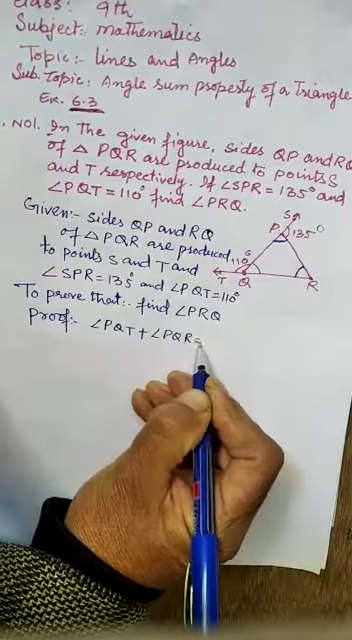 Class: 9th
Subject: mathematics
Topic:- lines and Angles
Sub. Topic: Angle sum property of a Triangle
Ex. 6.3
. No1. In the given figure, sides QP and RQ
of △ PQR are produced to points S
and T respectively. If ∠SPR = 135° and
∠PQT = 110° find ∠PRQ.
Given:- Sides QP and RQ
of △PQR are produced
to points S and T and
∠SPR = 135° and ∠PQT = 110°
To prove that:- find ∠PRQ
Proof:- ∠PQT + ∠PQR =
S
P
135°
110°
T
Q
R